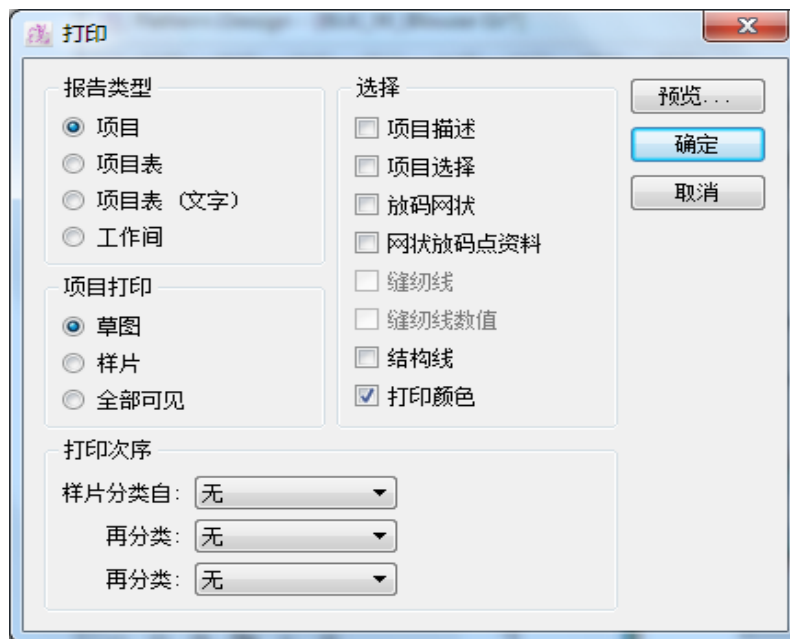 打印
报告类型
项目
项目表
项目表（文字）
工作间
项目打印
草图
样片
全部可见
选择
项目描述
项目选择
放码网状
网状放码点资料
缝纫线
缝纫线数值
结构线
打印颜色
预览...
确定
取消
打印次序
样片分类自: 无
再分类: 无
再分类: 无